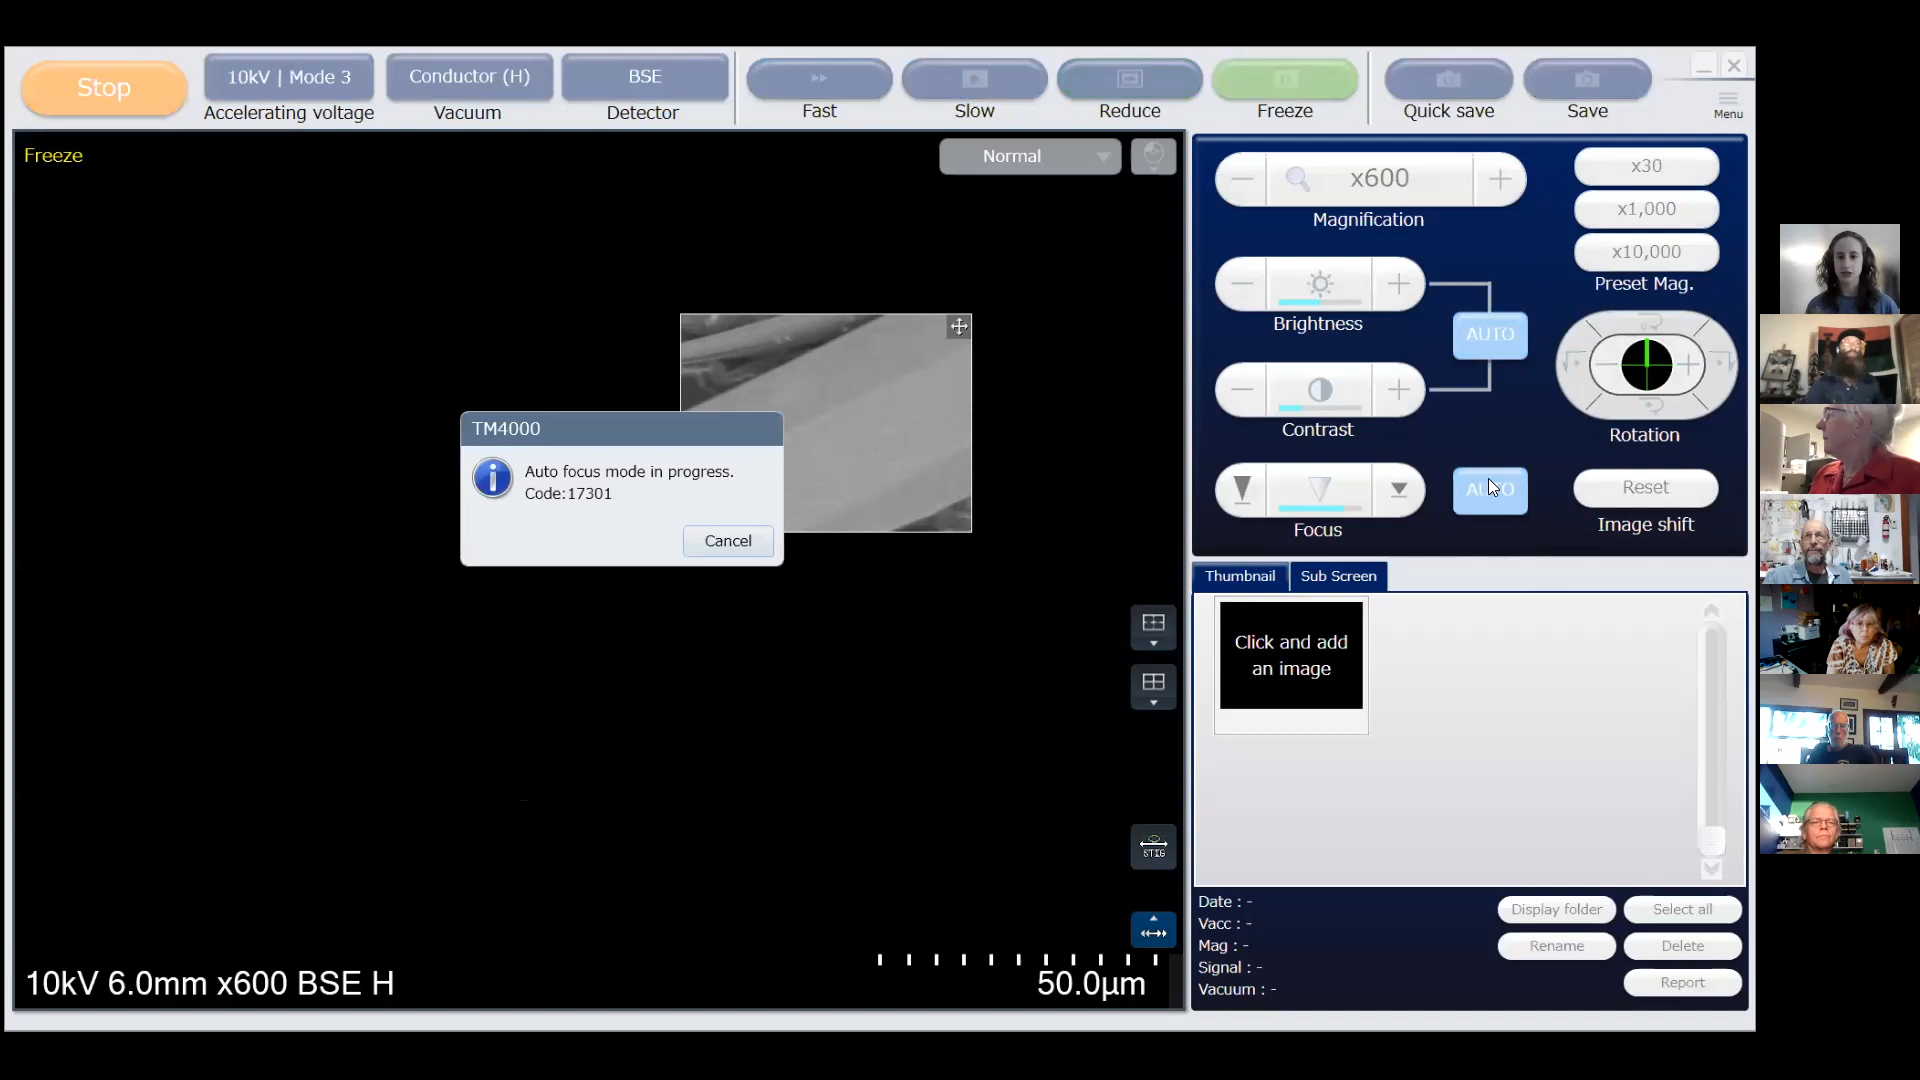 Stop
10kV | Mode 3
Accelerating voltage
Conductor (H)
Vacuum
BSE
Detector
Fast
Slow
Reduce
Freeze
Quick save
Save
Menu
Freeze
Normal
x600
Magnification
x30
x1,000
x10,000
Preset Mag.
Brightness
AUTO
Contrast
Rotation
Focus
AUTO
Reset
Image shift
TM4000
Auto focus mode in progress.
Code:17301
Cancel
Thumbnail
Sub Screen
Click and add
an image
STIG
10kV 6.0mm x600 BSE H
50.0µm
Date : -
Vacc : -
Mag : -
Signal : -
Vacuum : -
Display folder
Select all
Rename
Delete
Report